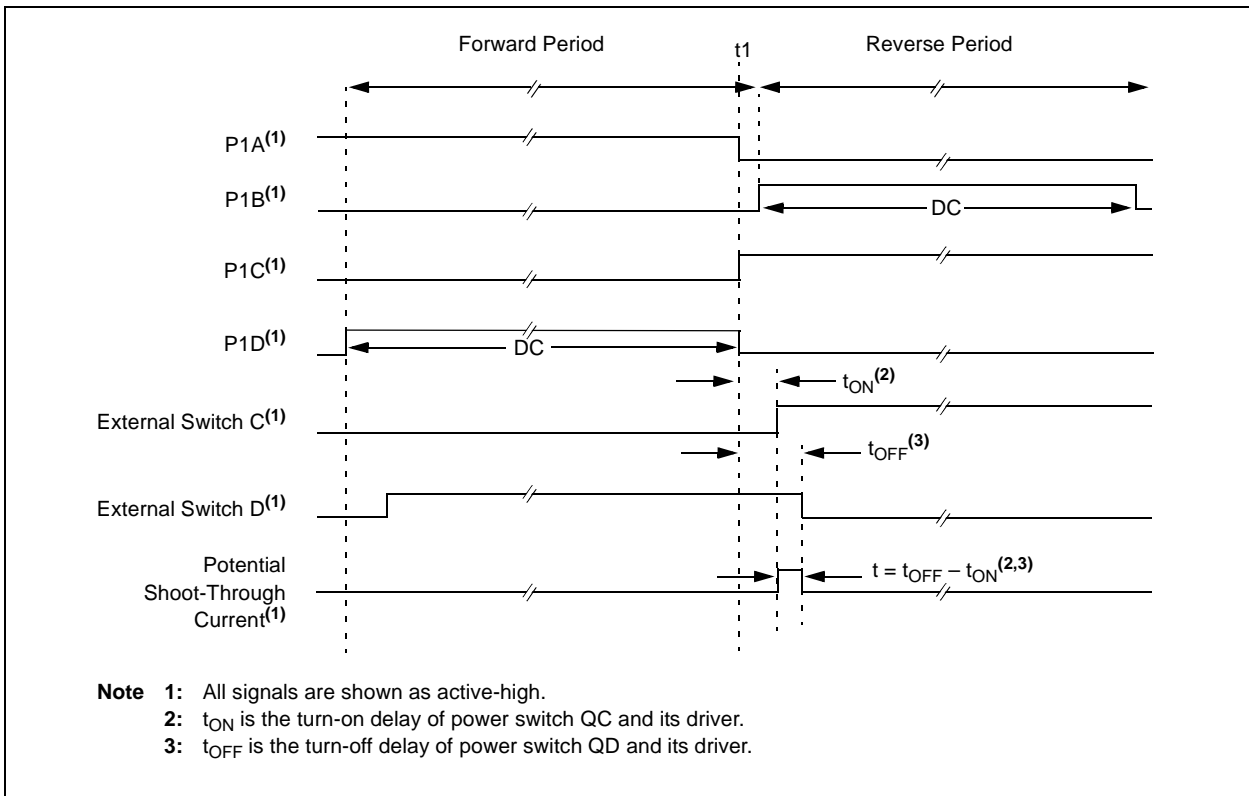 Forward Period
t1
Reverse Period
P1A(1)
P1B(1)
DC
P1C(1)
P1D(1)
DC
tON(2)
External Switch C(1)
tOFF(3)
External Switch D(1)
Potential
Shoot-Through
Current(1)
t = tOFF – tON(2,3)
Note 1: All signals are shown as active-high.
2: tON is the turn-on delay of power switch QC and its driver.
3: tOFF is the turn-off delay of power switch QD and its driver.